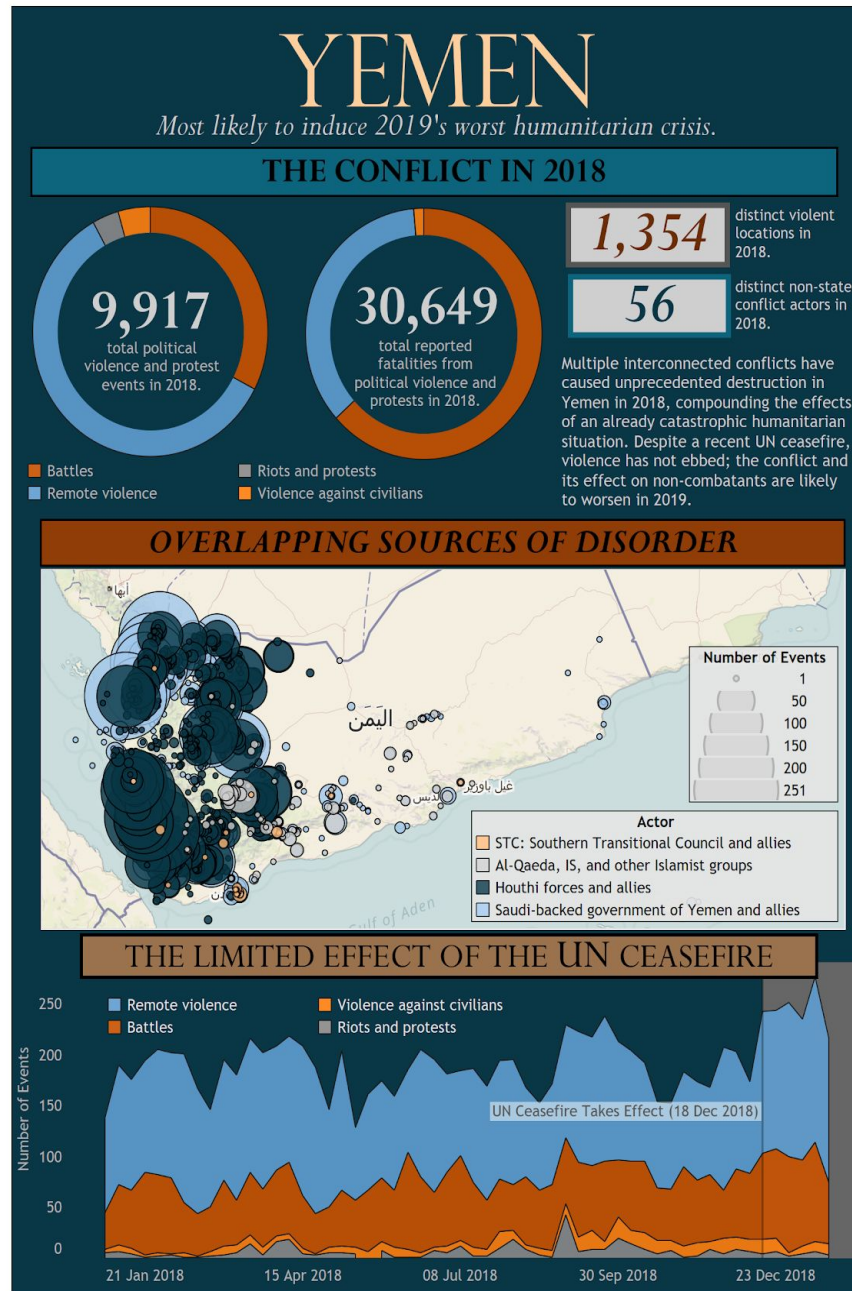 YEMEN
Most likely to induce 2019's worst humanitarian crisis.
THE CONFLICT IN 2018
9,917
total political
violence and protest
events in 2018.
30,649
total reported
fatalities from
political violence and
protests in 2018.
1,354
distinct violent
locations in
2018.
56
distinct non-state
conflict actors in
2018.
Multiple interconnected conflicts have
caused unprecedented destruction in
Yemen in 2018, compounding the effects
of an already catastrophic humanitarian
situation. Despite a recent UN ceasefire,
violence has not ebbed; the conflict and
its effect on non-combatants are likely
to worsen in 2019.
Battles
Riots and protests
Remote violence
Violence against civilians
OVERLAPPING SOURCES OF DISORDER
أبها
اليَمَن
غيل باوزير
Gulf of Aden
Number of Events
1
50
100
150
200
251
Actor
STC: Southern Transitional Council and allies
Al-Qaeda, IS, and other Islamist groups
Houthi forces and allies
Saudi-backed government of Yemen and allies
THE LIMITED EFFECT OF THE UN CEASEFIRE
Remote violence
Violence against civilians
Battles
Riots and protests
UN Ceasefire Takes Effect (18 Dec 2018)
Number of Events
250
200
150
100
50
0
21 Jan 2018
15 Apr 2018
08 Jul 2018
30 Sep 2018
23 Dec 2018